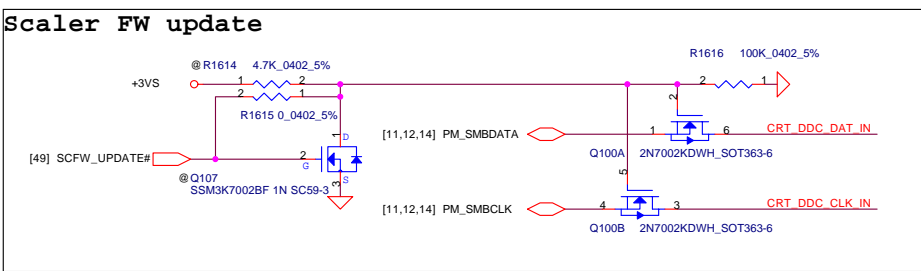 Scaler FW update
@ R1614 4.7K_0402_5%
R1616 100K_0402_5%
+3VS
1 2
2 1
2 1
R1615 0_0402_5%
2
1 D
[11,12,14] PM_SMBDATA
1 6
CRT_DDC_DAT_IN
[49] SCFW_UPDATE#
2
G
Q100A 2N7002KDWH_SOT363-6
5
@ Q107
S
3
SSM3K7002BF 1N SC59-3
[11,12,14] PM_SMBCLK
4 3
CRT_DDC_CLK_IN
Q100B 2N7002KDWH_SOT363-6